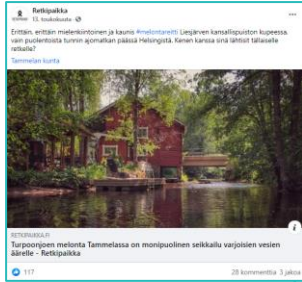 Retkipaikka
13. toukokuuta
Erittäin, erittäin mielenkiintoinen ja kaunis #melontareitti Liesjärven kansallispuiston kupeessa,
vain puolentoista tunnin ajomatkan päässä Helsingistä. Kenen kanssa sinä lähtisit tällaiselle
retkelle?
Tammelan kunta
RETKIPAIKKA.FI
Turpoonjoen melonta Tammelassa on monipuolinen seikkailu varjoisien vesien
äärelle - Retkipaikka
117
28 kommenttia 3 jakoa